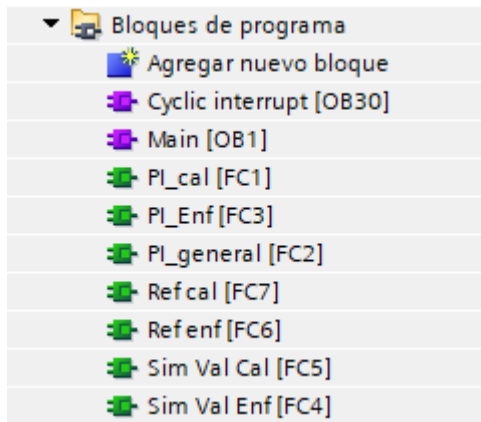 Bloques de programa
Agregar nuevo bloque
Cyclic interrupt [OB30]
Main [OB1]
PI_cal [FC1]
PI_Enf [FC3]
PI_general [FC2]
Ref cal [FC7]
Ref enf [FC6]
Sim Val Cal [FC5]
Sim Val Enf [FC4]